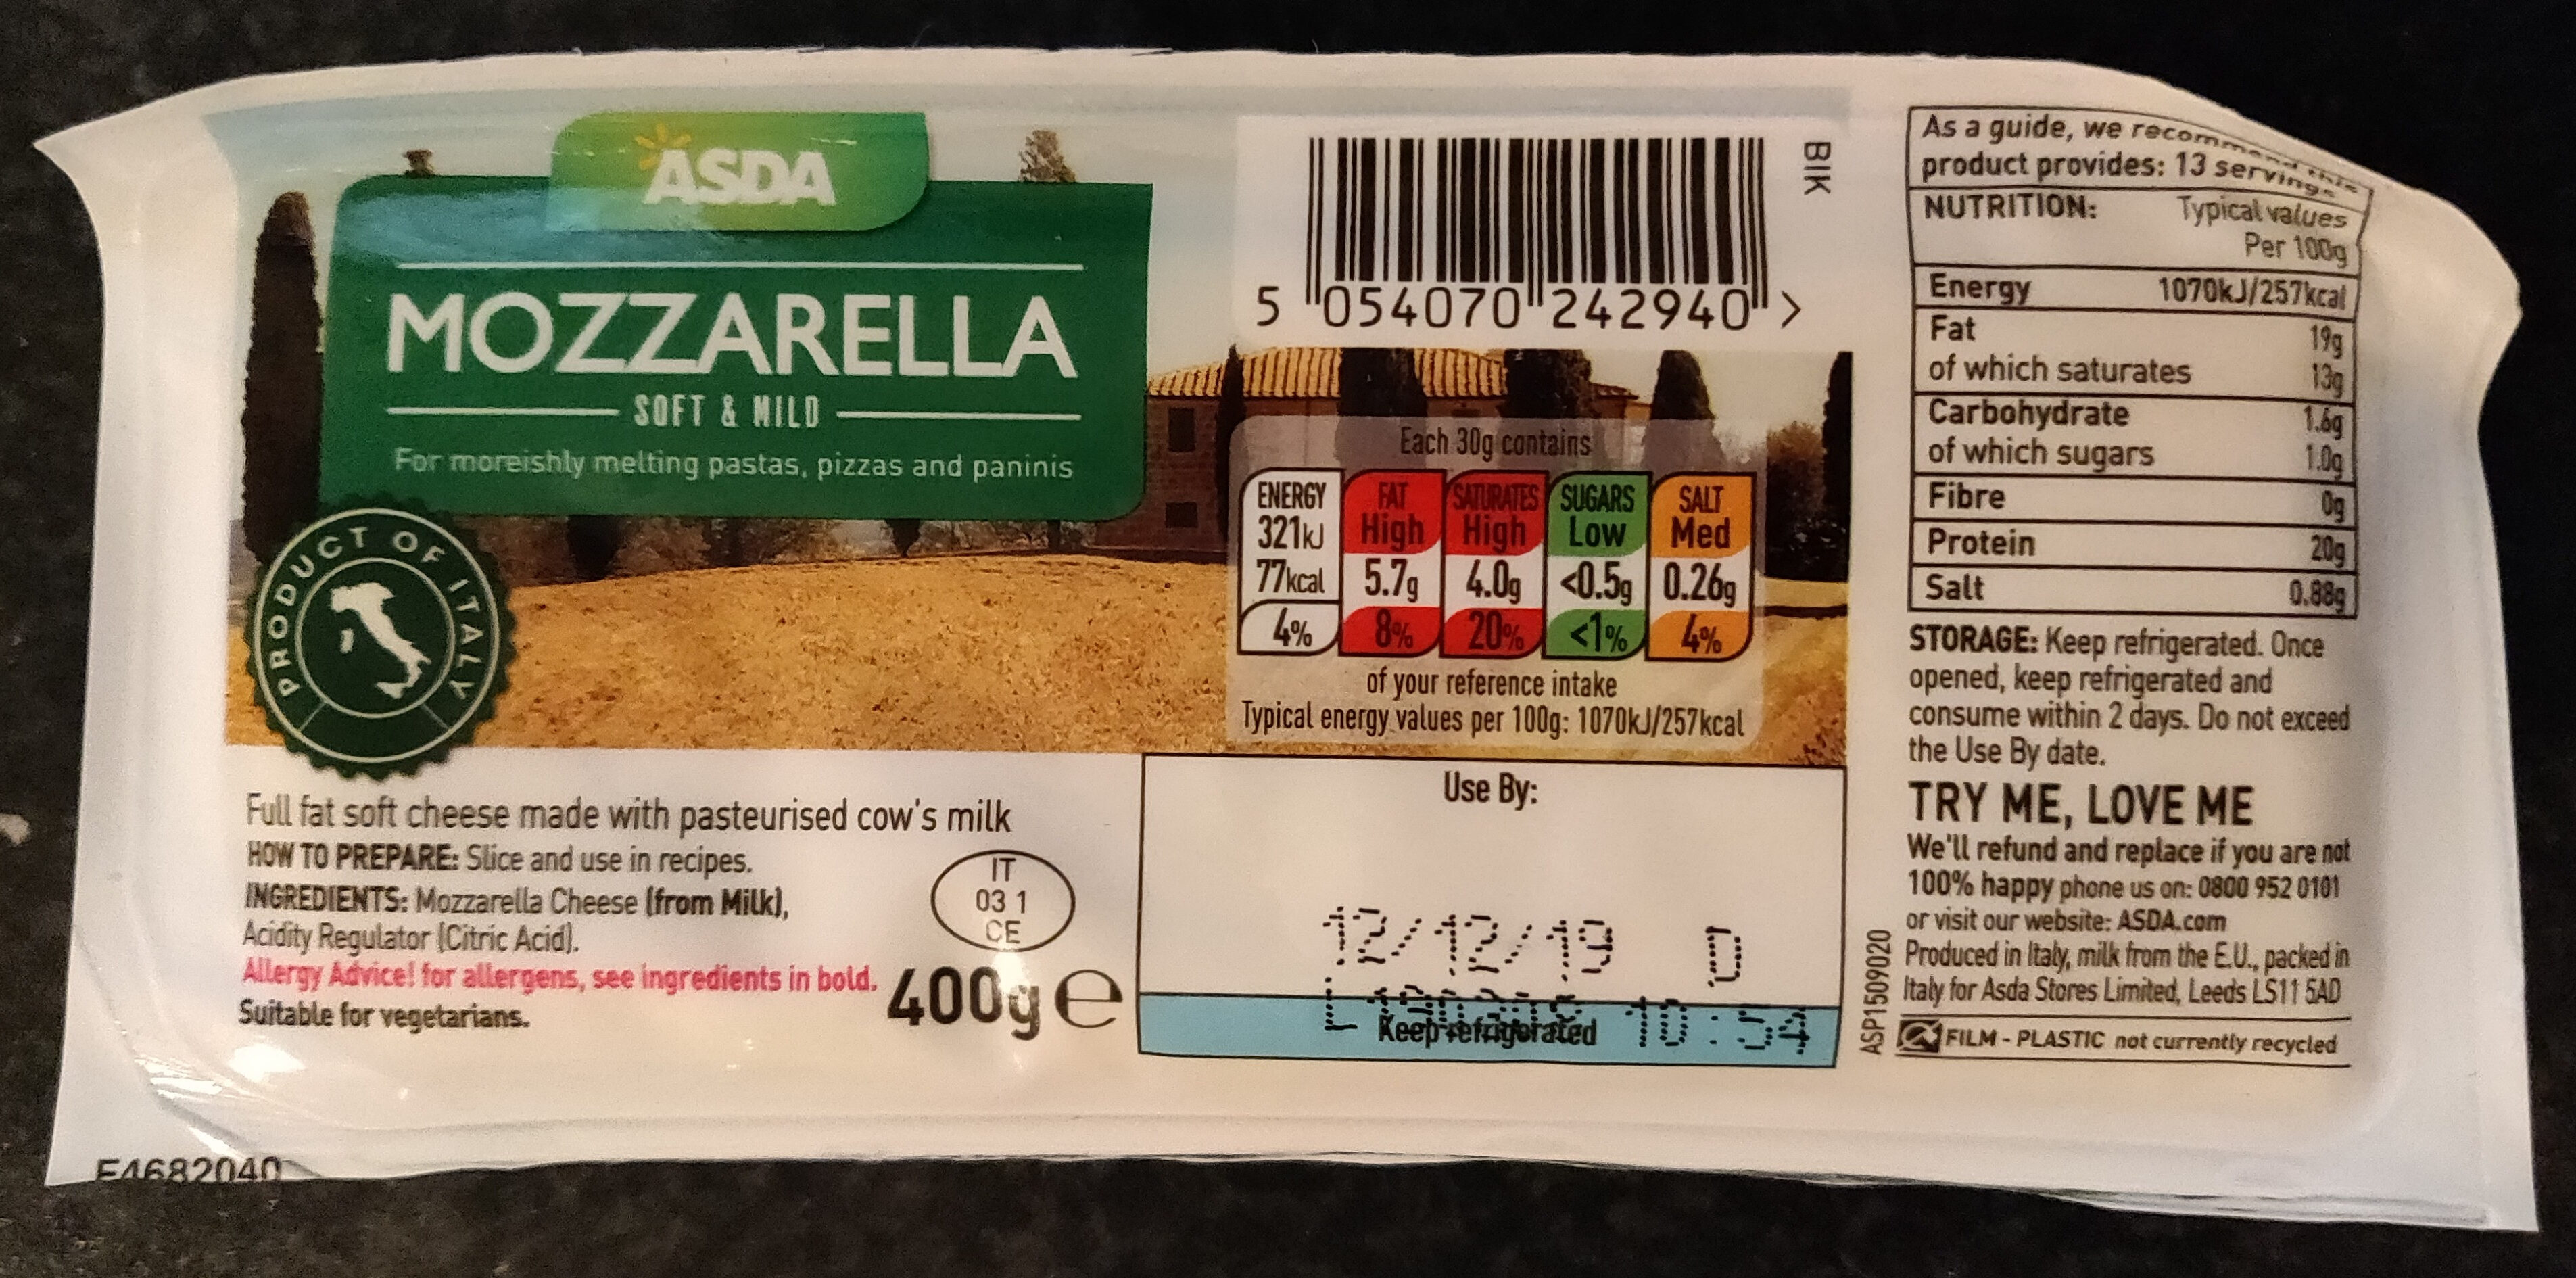 ASDA
MOZZARELLA
SOFT & MILD
For moreishly melting pastas, pizzas and paninis
PRODUCT OF ITALY
Full fat soft cheese made with pasteurised cow's milk
HOW TO PREPARE: Slice and use in recipes.
INGREDIENTS: Mozzarella Cheese (from Milk),
Acidity Regulator (Citric Acid).
Allergy Advice! for allergens, see ingredients in bold.
Suitable for vegetarians.
IT
03 1
CE
400g e
F4682040
BIK
5 054070 242940 >
Each 30g contains
ENERGY FAT SATURATES SUGARS SALT
321kJ High High Low Med
77kcal 5.7g 4.0g <0.5g 0.26g
4% 8% 20% <1% 4%
of your reference intake
Typical energy values per 100g: 1070kJ/257kcal
Use By:
12/12/19 D
L 10:54
Keep refrigerated
As a guide, we recommend this
product provides: 13 servings
NUTRITION: Typical values
Per 100g
Energy 1070kJ/257kcal
Fat 19g
of which saturates 13g
Carbohydrate 1.6g
of which sugars 1.0g
Fibre 0g
Protein 20g
Salt 0.88g
STORAGE: Keep refrigerated. Once
opened, keep refrigerated and
consume within 2 days. Do not exceed
the Use By date.
TRY ME, LOVE ME
We'll refund and replace if you are not
100% happy phone us on: 0800 952 0101
or visit our website: ASDA.com
Produced in Italy, milk from the E.U., packed in
Italy for Asda Stores Limited, Leeds LS11 5AD
FILM - PLASTIC not currently recycled
ASP1509020